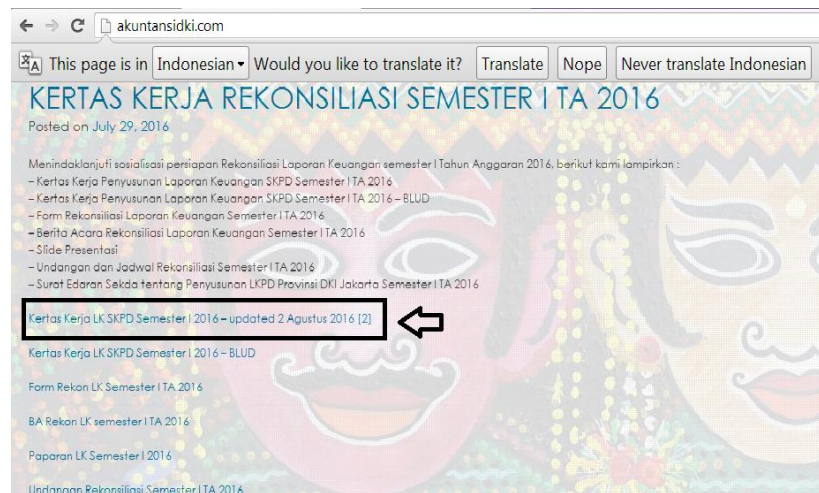 akuntansidki.com
This page is in Indonesian Would you like to translate it? Translate Nope Never translate Indonesian
KERTAS KERJA REKONSILIASI SEMESTER I TA 2016
Posted on July 29, 2016
Menindaklanjuti sosialisasi persiapan Rekonsiliasi Laporan Keuangan semester I Tahun Anggaran 2016, berikut kami lampirkan :
– Kertas Kerja Penyusunan Laporan Keuangan SKPD Semester I TA 2016
– Kertas Kerja Penyusunan Laporan Keuangan SKPD Semester I TA 2016 – BLUD
– Form Rekonsiliasi Laporan Keuangan Semester I TA 2016
– Berita Acara Rekonsiliasi Laporan Keuangan Semester I TA 2016
– Slide Presentasi
– Undangan dan Jadwal Rekonsiliasi Semester I TA 2016
– Surat Edaran Sekda tentang Penyusunan LKPD Provinsi DKI Jakarta Semester I TA 2016
Kertas Kerja LK SKPD Semester I 2016 – updated 2 Agustus 2016 [2]
Kertas Kerja LK SKPD Semester I 2016 – BLUD
Form Rekon LK Semester I TA 2016
BA Rekon LK semester I TA 2016
Paparan LK Semester I 2016
Undangan Rekonsiliasi Semester I TA 2016